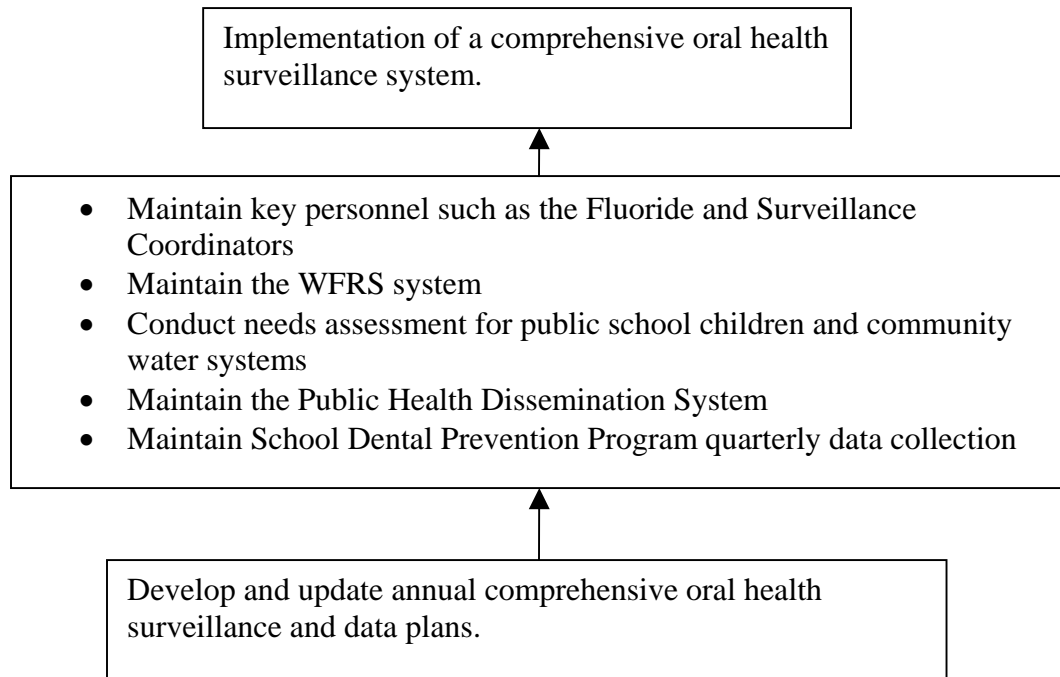 Implementation of a comprehensive oral health
surveillance system.
• Maintain key personnel such as the Fluoride and Surveillance
Coordinators
• Maintain the WFRS system
• Conduct needs assessment for public school children and community
water systems
• Maintain the Public Health Dissemination System
• Maintain School Dental Prevention Program quarterly data collection
Develop and update annual comprehensive oral health
surveillance and data plans.